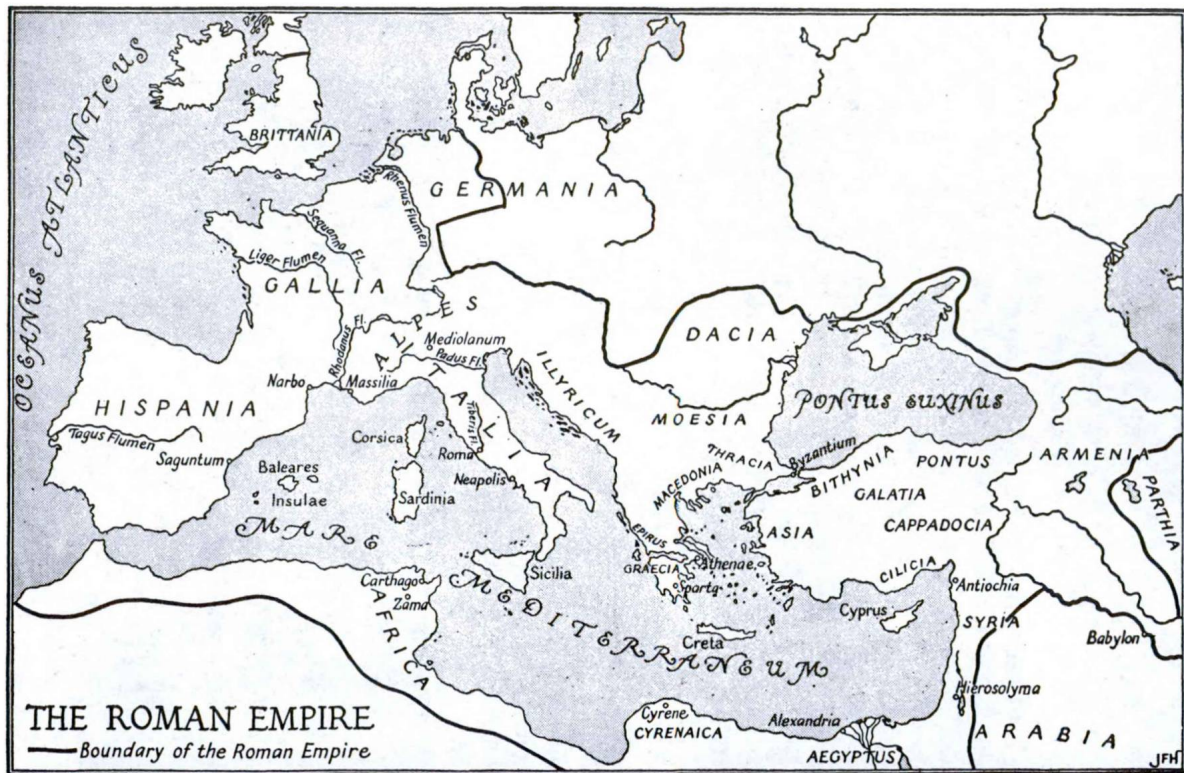 OCEANUS ATLANTICUS
BRITTANIA
GERMANIA
Rhenus Flumen
Sequanna Fl.
Liger Flumen
GALLIA
ALPES
Rhodanus Fl.
Mediolanum
Padus Fl.
DACIA
ILLYRICUM
Narbo
Massilia
ITALIA
HISPANIA
MOESIA
PONTUS EUXINUS
Tagus Flumen
Saguntum
Corsica
Tiberis Fl.
Roma
THRACIA
Byzantium
BITHYNIA
PONTUS
ARMENIA
PARTHIA
Baleares
Insulae
Sardinia
Neapolis
MACEDONIA
GALATIA
CAPPADOCIA
MARE
MEDITERRANEUM
EPIRUS
ASIA
GRAECIA
Athenae
Sparta
Sicilia
Carthago
Zama
AFRICA
CILICIA
Antiochia
Cyprus
SYRIA
Creta
Babylon
Hierosolyma
THE ROMAN EMPIRE
Boundary of the Roman Empire
Cyrene
CYRENAICA
Alexandria
AEGYPTUS
ARABIA
JFH